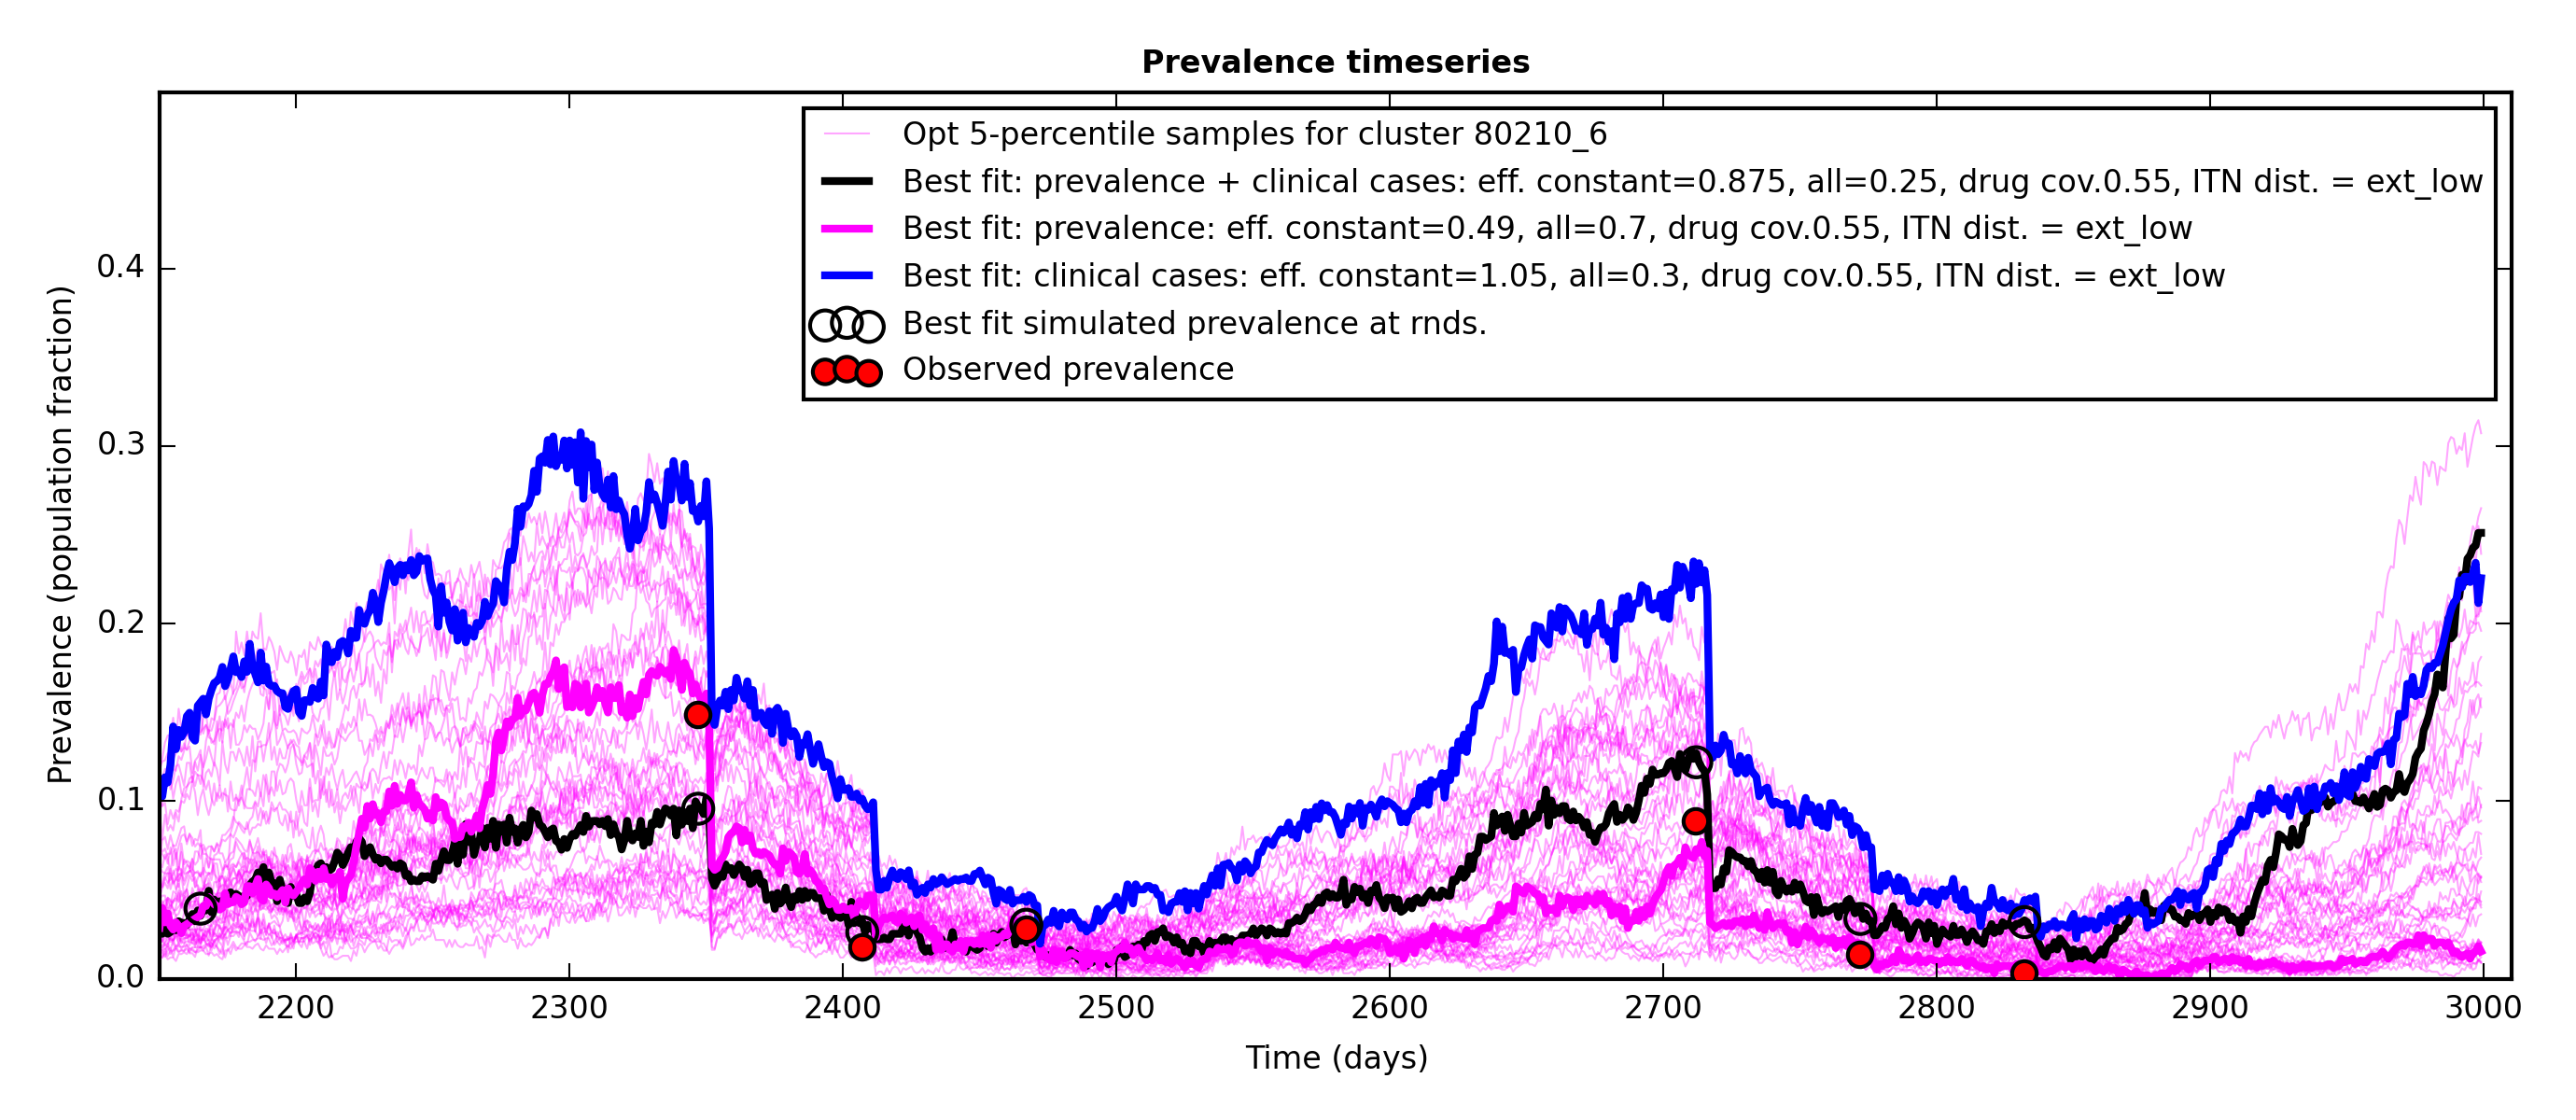 Prevalence timeseries
Opt 5-percentile samples for cluster 80210_6
Best fit: prevalence + clinical cases: eff. constant=0.875, all=0.25, drug cov.0.55, ITN dist. = ext_low
Best fit: prevalence: eff. constant=0.49, all=0.7, drug cov.0.55, ITN dist. = ext_low
Best fit: clinical cases: eff. constant=1.05, all=0.3, drug cov.0.55, ITN dist. = ext_low
Best fit simulated prevalence at rnds.
Observed prevalence
Prevalence (population fraction)
0.4
0.3
0.2
0.1
0.0
2200 2300 2400 2500 2600 2700 2800 2900 3000
Time (days)